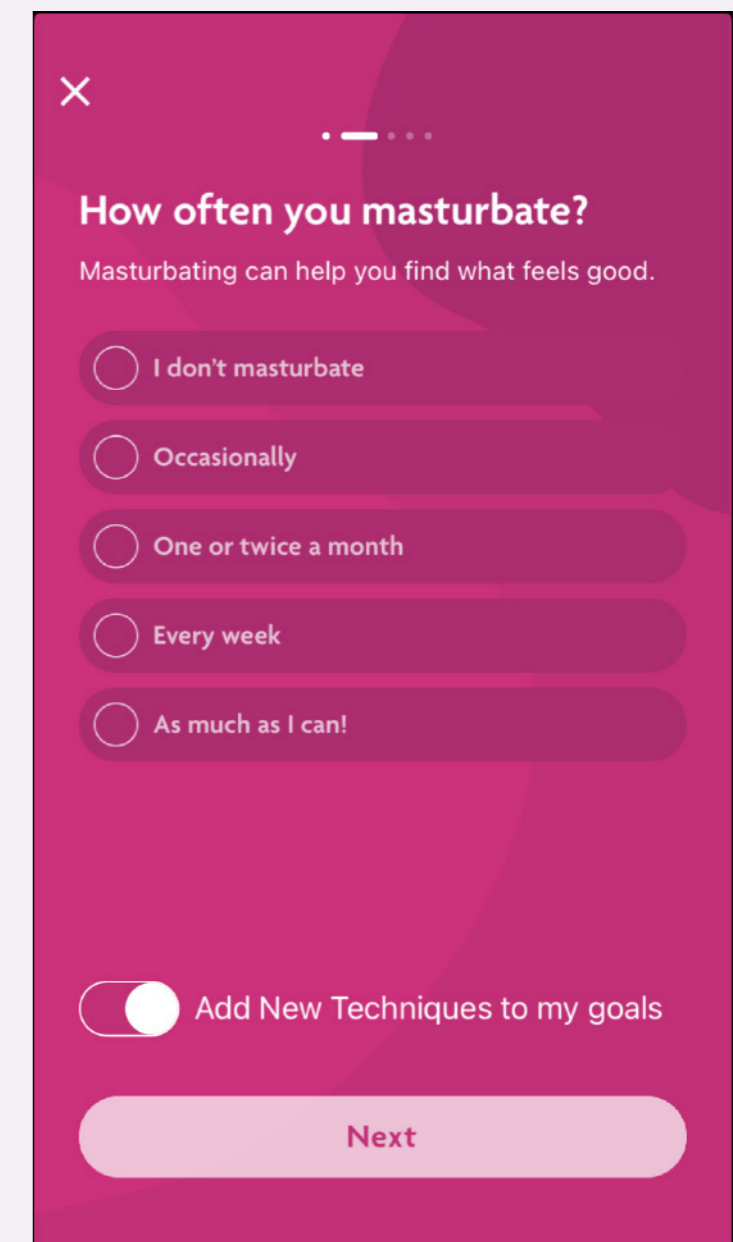 How often you masturbate?
Masturbating can help you find what feels good.
I don't masturbate
Occasionally
One or twice a month
Every week
As much as I can!
Add New Techniques to my goals
Next